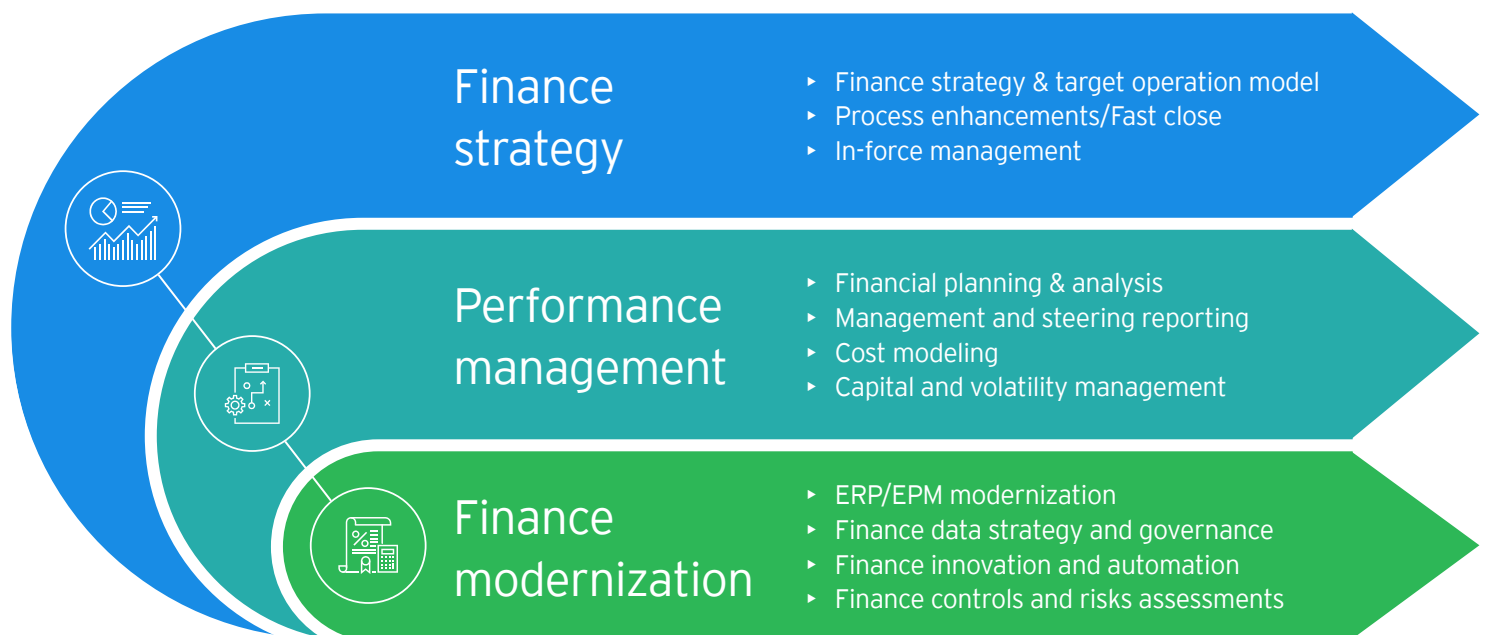 Finance
strategy
▸ Finance strategy & target operation model
▸ Process enhancements/Fast close
▸ In-force management
Performance
management
▸ Financial planning & analysis
▸ Management and steering reporting
▸ Cost modeling
▸ Capital and volatility management
Finance
modernization
▸ ERP/EPM modernization
▸ Finance data strategy and governance
▸ Finance innovation and automation
▸ Finance controls and risks assessments